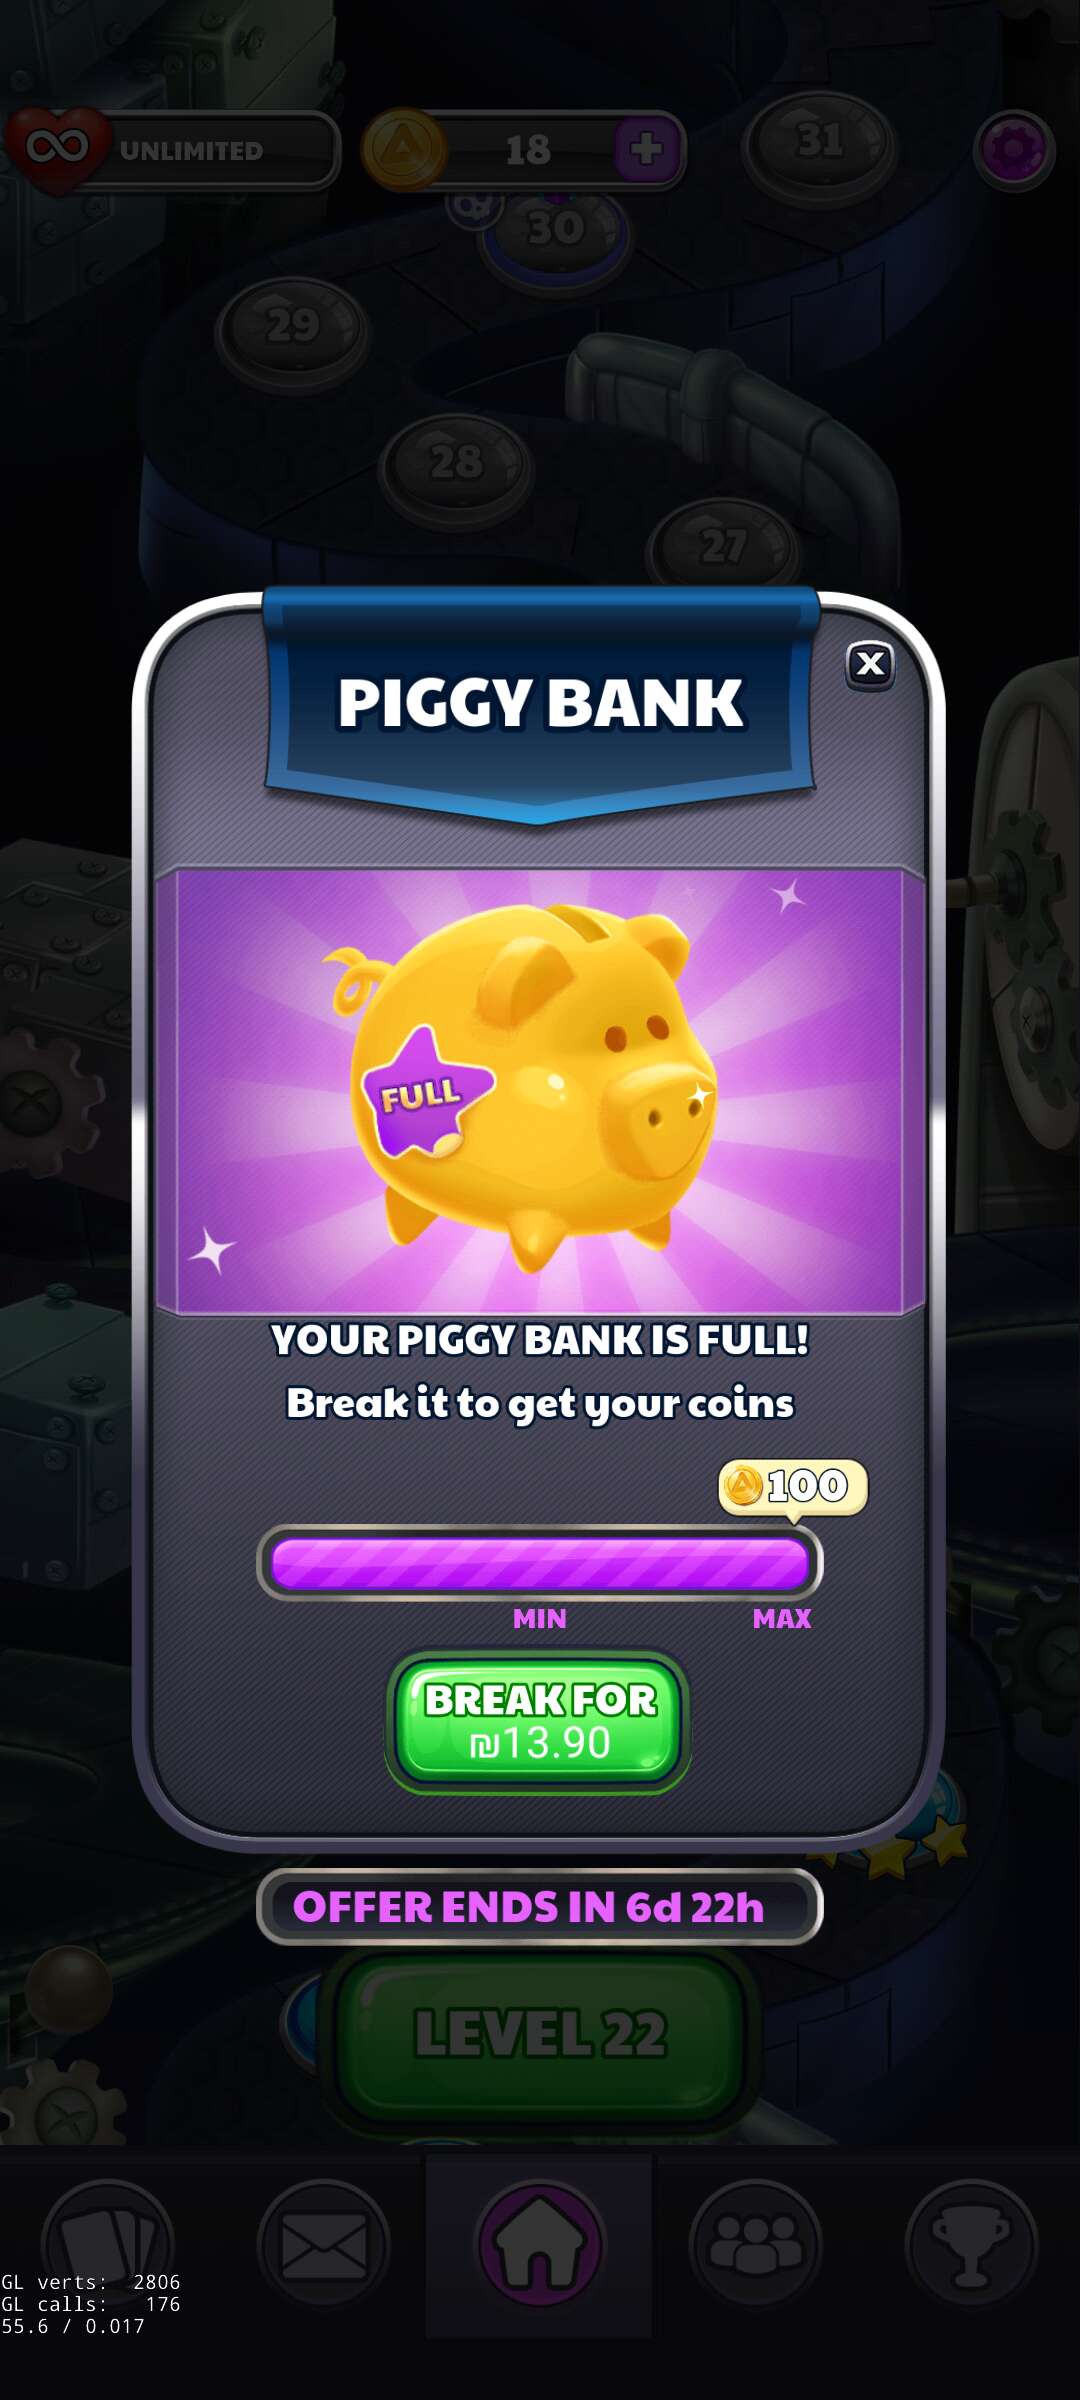 UNLIMITED
18
31
30
29
28
27
PIGGY BANK
X
FULL
YOUR PIGGY BANK IS FULL!
Break it to get your coins
100
MIN
MAX
BREAK FOR
₪13.90
OFFER ENDS IN 6d 22h
LEVEL 22
GL verts: 2806
GL calls: 176
55.6 / 0.017